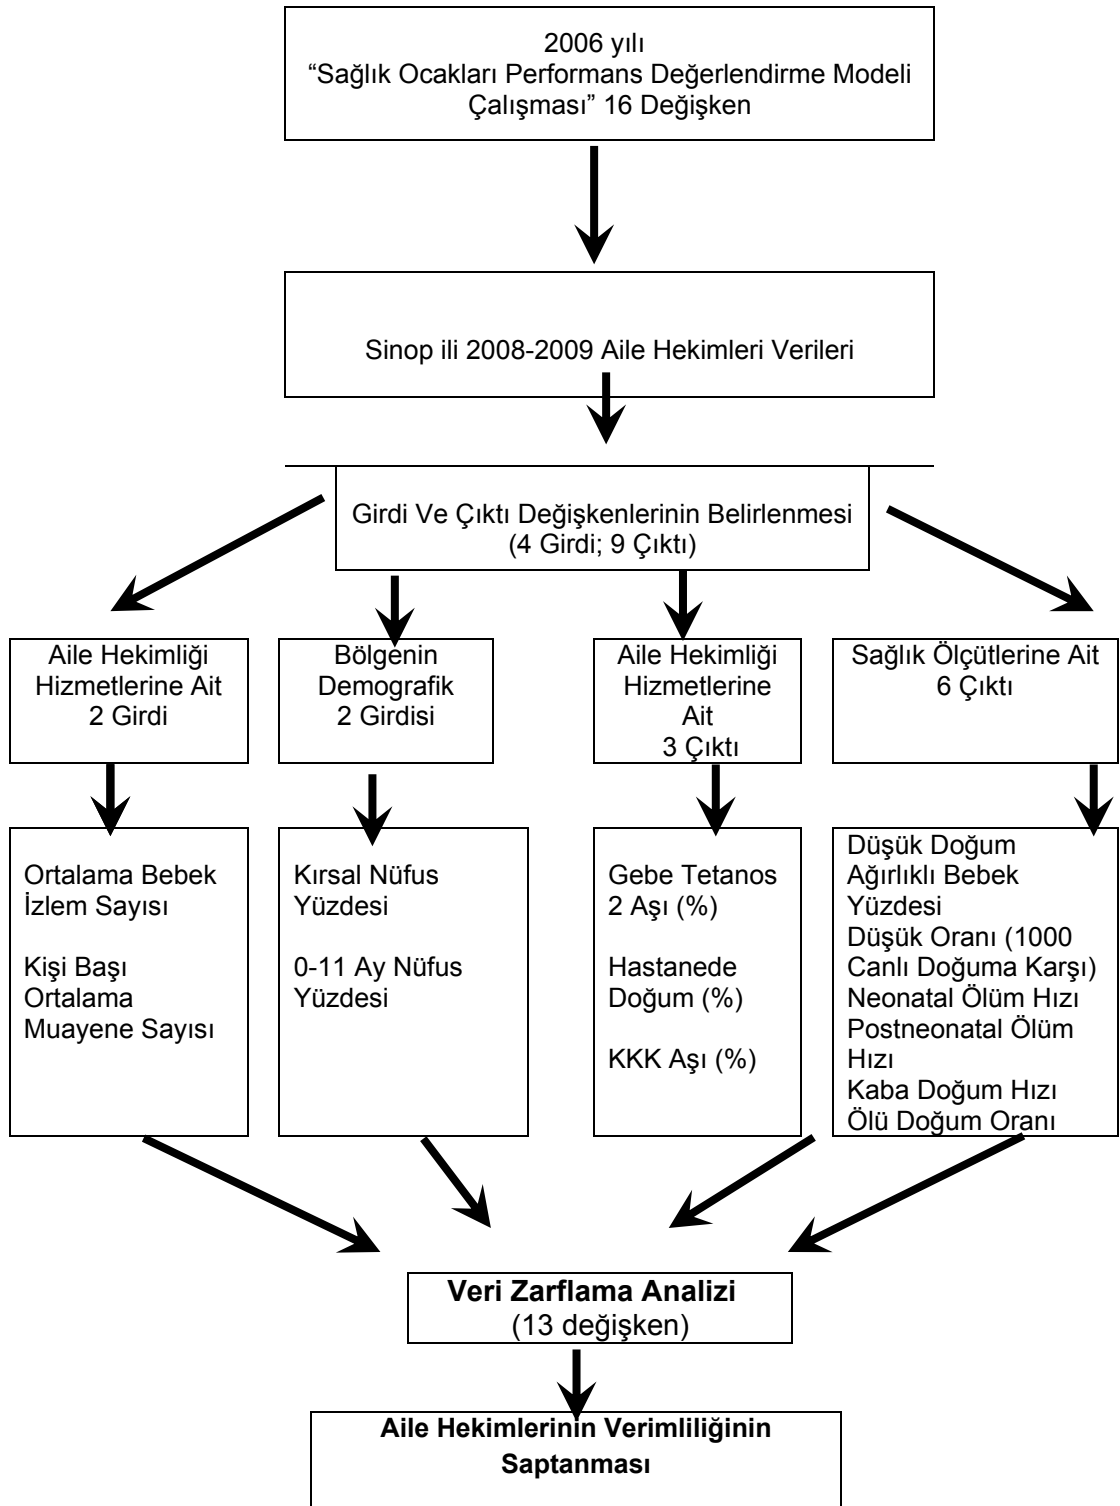 2006 yılı
“Sağlık Ocakları Performans Değerlendirme Modeli
Çalışması” 16 Değişken
Sinop ili 2008-2009 Aile Hekimleri Verileri
Girdi Ve Çıktı Değişkenlerinin Belirlenmesi
(4 Girdi; 9 Çıktı)
Aile Hekimliği
Hizmetlerine Ait
2 Girdi
Bölgenin
Demografik
2 Girdisi
Aile Hekimliği
Hizmetlerine
Ait
3 Çıktı
Sağlık Ölçütlerine Ait
6 Çıktı
Ortalama Bebek
İzlem Sayısı
Kişi Başı
Ortalama
Muayene Sayısı
Kırsal Nüfus
Yüzdesi
0-11 Ay Nüfus
Yüzdesi
Gebe Tetanos
2 Aşı (%)
Hastanede
Doğum (%)
KKK Aşı (%)
Düşük Doğum
Ağırlıklı Bebek
Yüzdesi
Düşük Oranı (1000
Canlı Doğuma Karşı)
Neonatal Ölüm Hızı
Postneonatal Ölüm
Hızı
Kaba Doğum Hızı
Ölü Doğum Oranı
Veri Zarflama Analizi
(13 değişken)
Aile Hekimlerinin Verimliliğinin
Saptanması